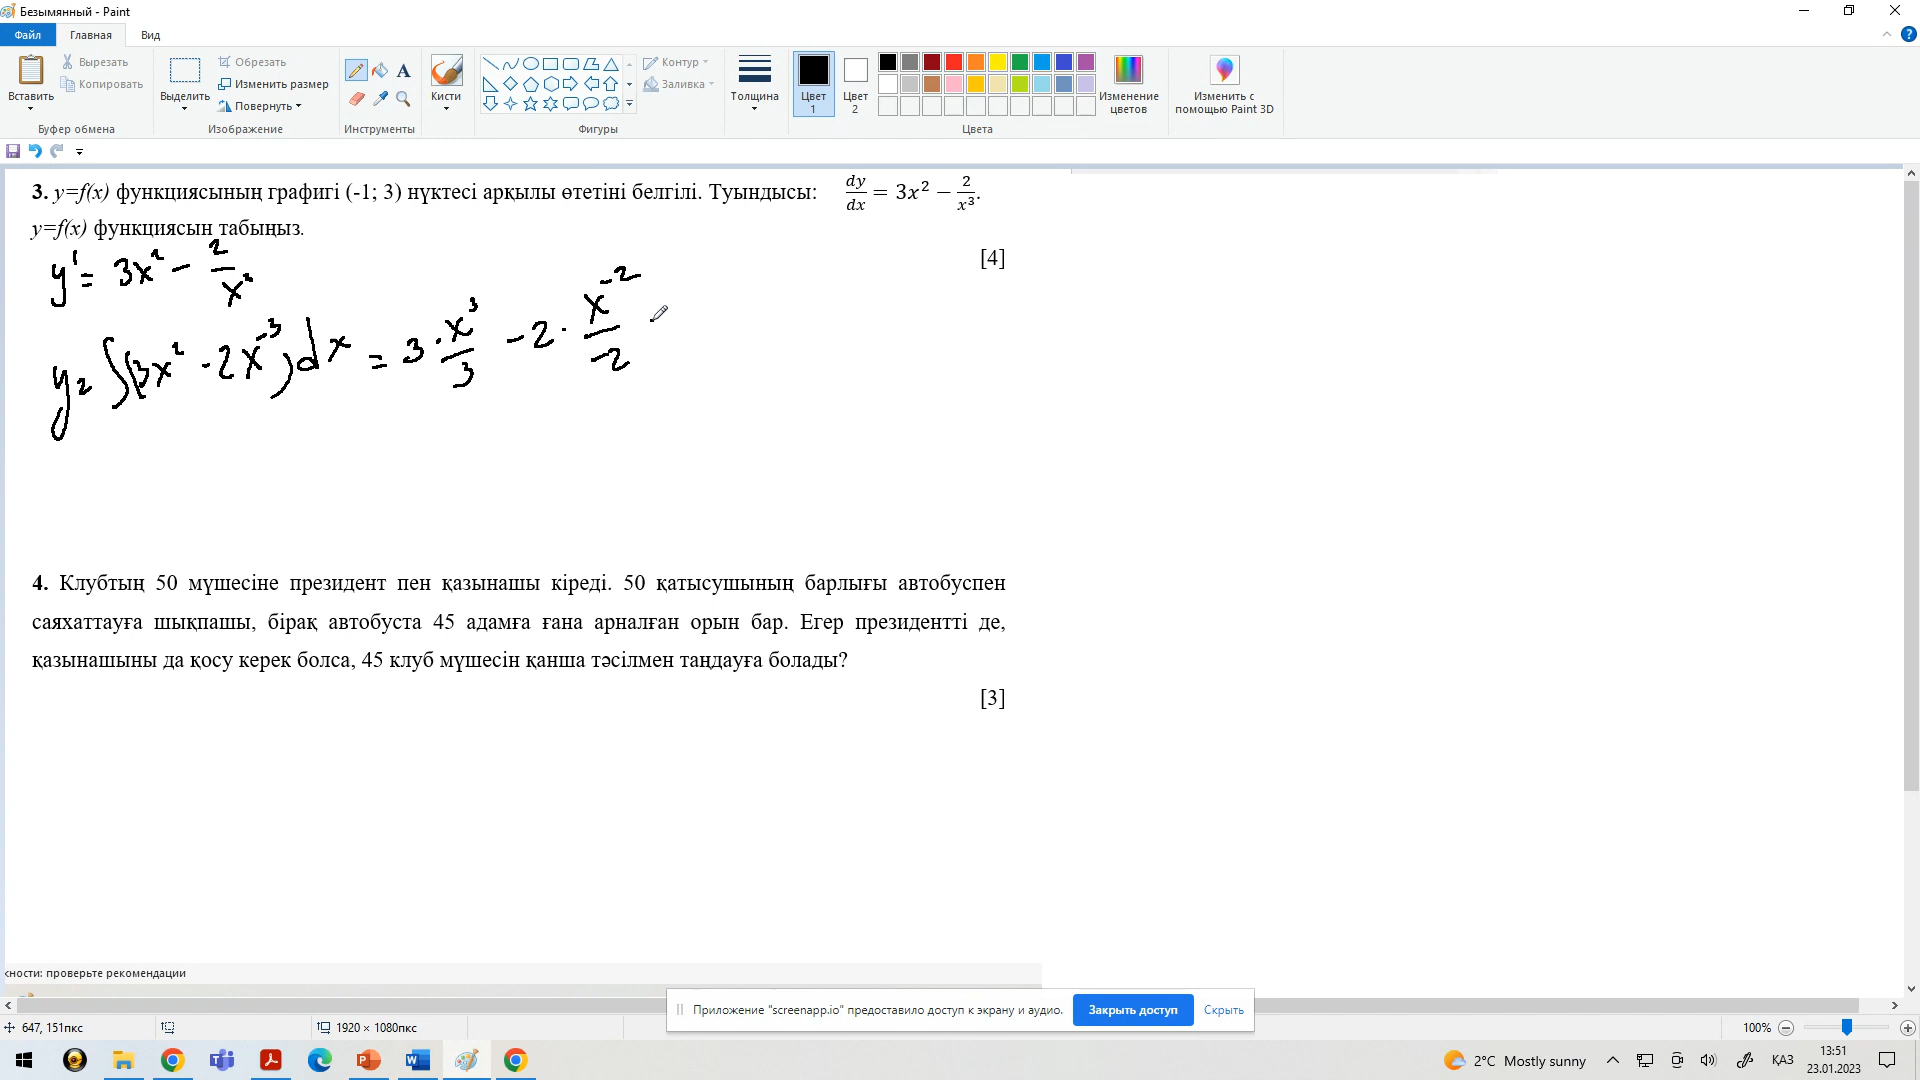 Безымянный - Paint
Файл Главная Вид
Вставить
Вырезать
Копировать
Буфер обмена
Выделить
Обрезать
Изменить размер
Повернуть
Изображение
Инструменты
Кисти
Фигуры
Контур
Заливка
Толщина
Цвет 1
Цвет 2
Цвета
Изменение цветов
Изменить с помощью Paint 3D
3. y=f(x) функциясының графигі (-1; 3) нүктесі арқылы өтетіні белгілі. Туындысы: dy/dx = 3x² − 2/x³.
y=f(x) функциясын табыңыз.
[4]
y' = 3x² − 2/x²
y = ∫(3x² - 2x⁻³)dx = 3 · x³/3 − 2 · x⁻²/−2
4. Клубтың 50 мүшесіне президент пен қазынашы кіреді. 50 қатысушының барлығы автобуспен
саяхаттауға шықпашы, бірақ автобуста 45 адамға ғана арналған орын бар. Егер президентті де,
қазынашыны да қосу керек болса, 45 клуб мүшесін қанша тәсілмен таңдауға болады?
[3]
кности: проверьте рекомендации
Приложение "screenapp.io" предоставило доступ к экрану и аудио. Закрыть доступ Скрыть
647, 151пкс
1920 × 1080пкс
100%
2°C Mostly sunny
ҚАЗ
13:51
23.01.2023